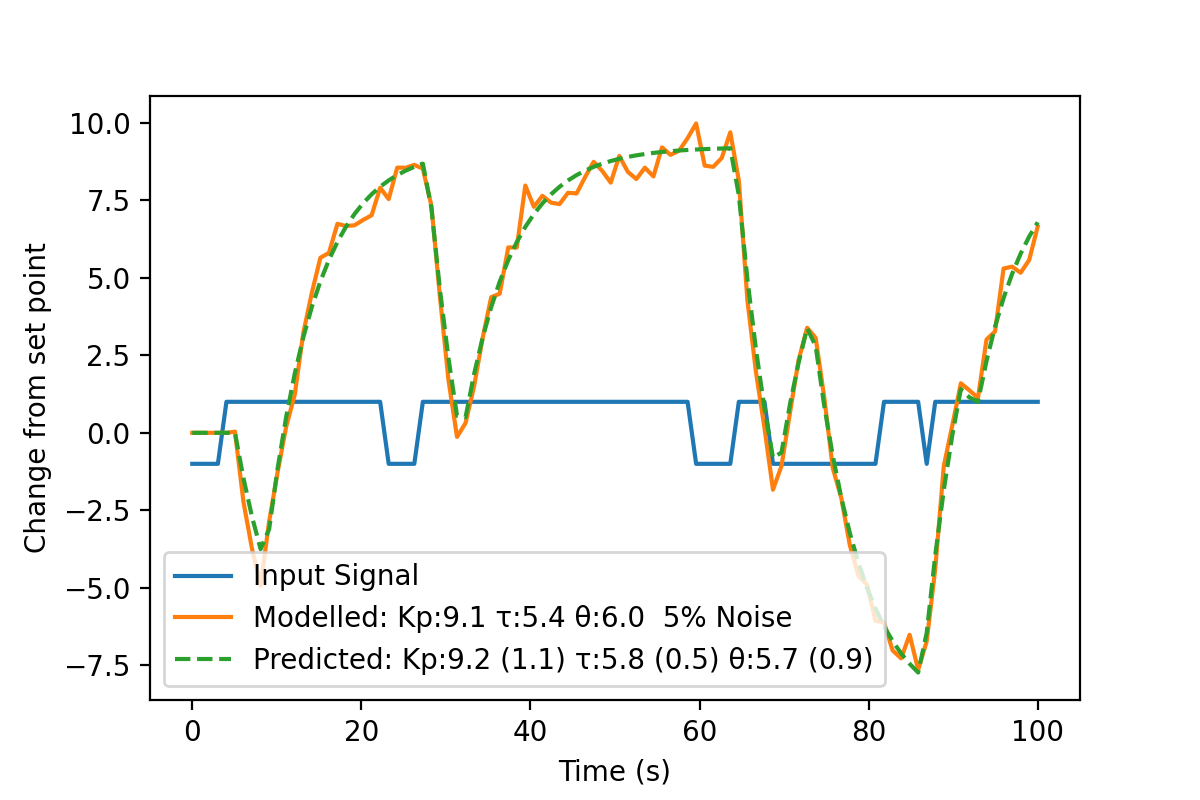 10.0
7.5
5.0
2.5
0.0
−2.5
−5.0
−7.5
Change from set point
Input Signal
Modelled: Kp:9.1 τ:5.4 θ:6.0  5% Noise
Predicted: Kp:9.2 (1.1) τ:5.8 (0.5) θ:5.7 (0.9)
0 20 40 60 80 100
Time (s)